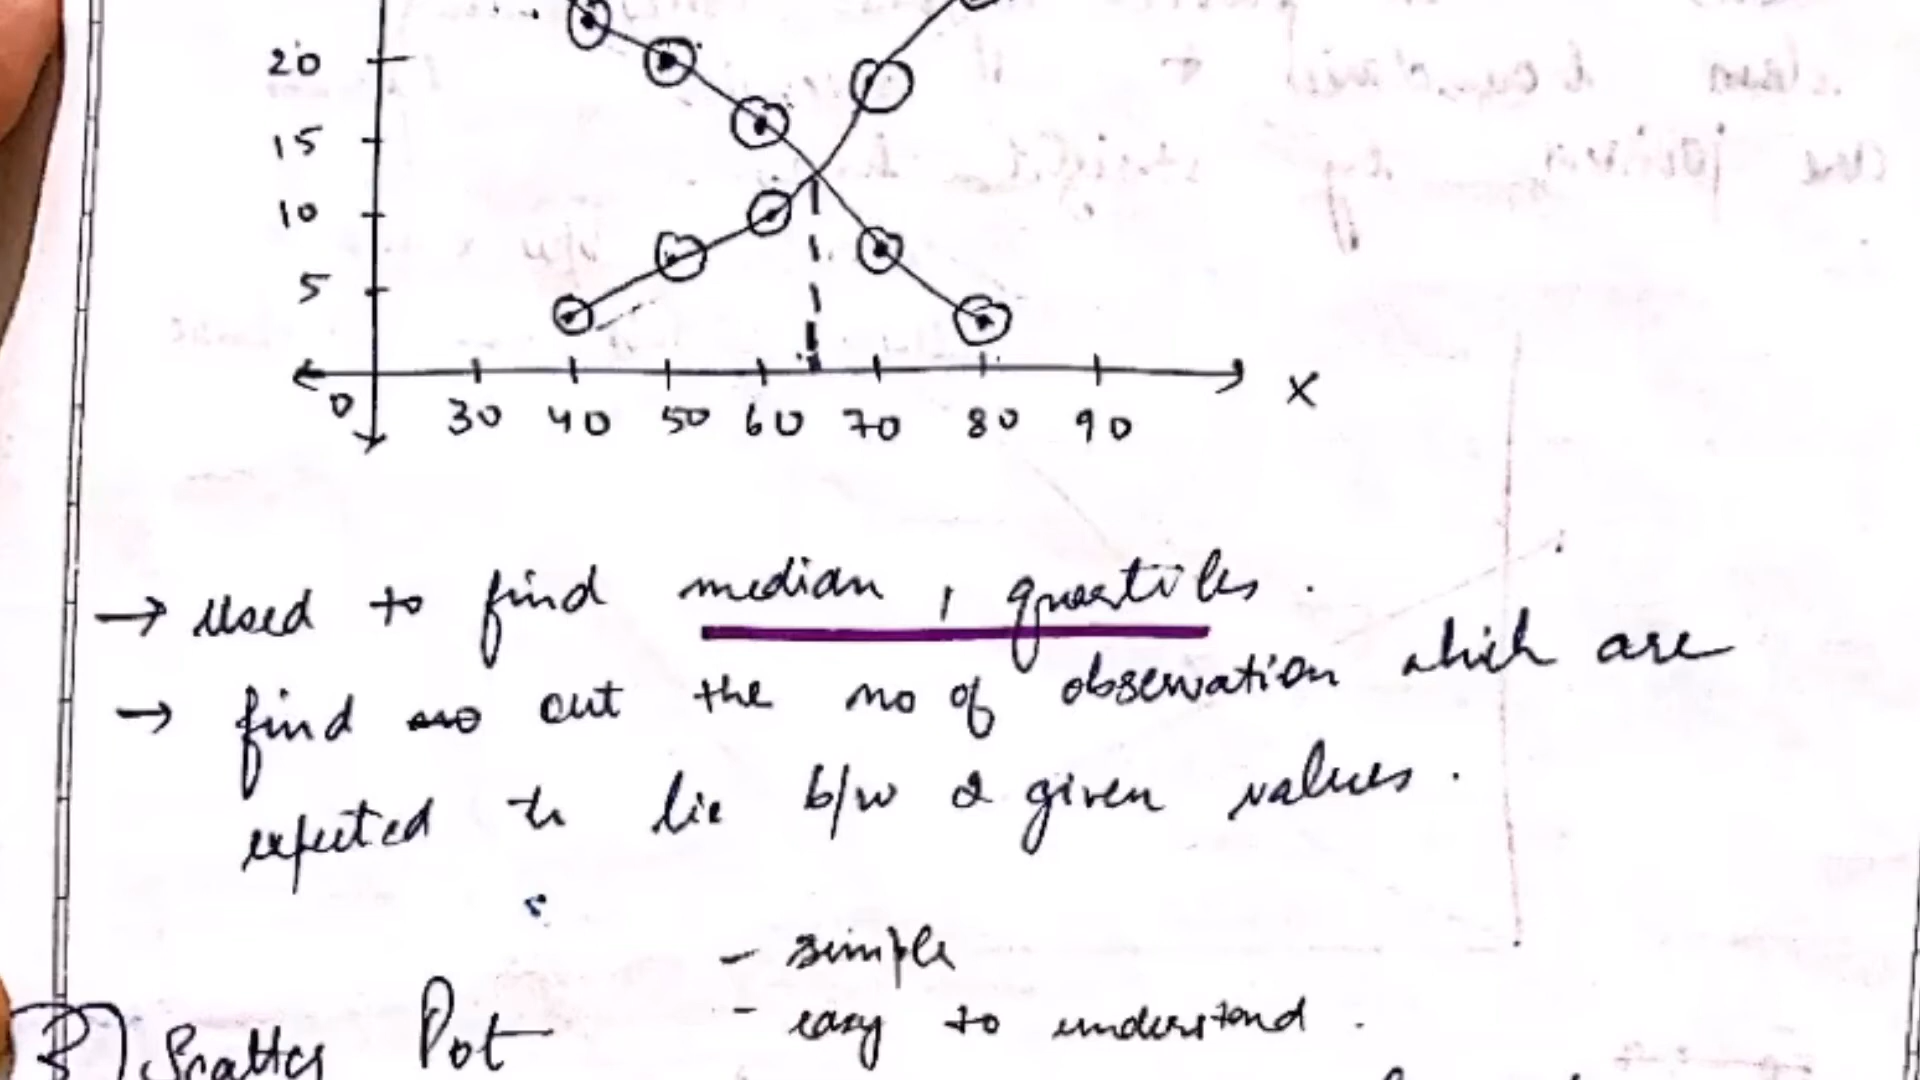 20
15
10
5
0 30 40 50 60 70 80 90 X
→ Used to find median, quartiles.
→ find out the no of observation which are
expected to lie b/w 2 given values.
- simple
- easy to understand.
Scatter Pot